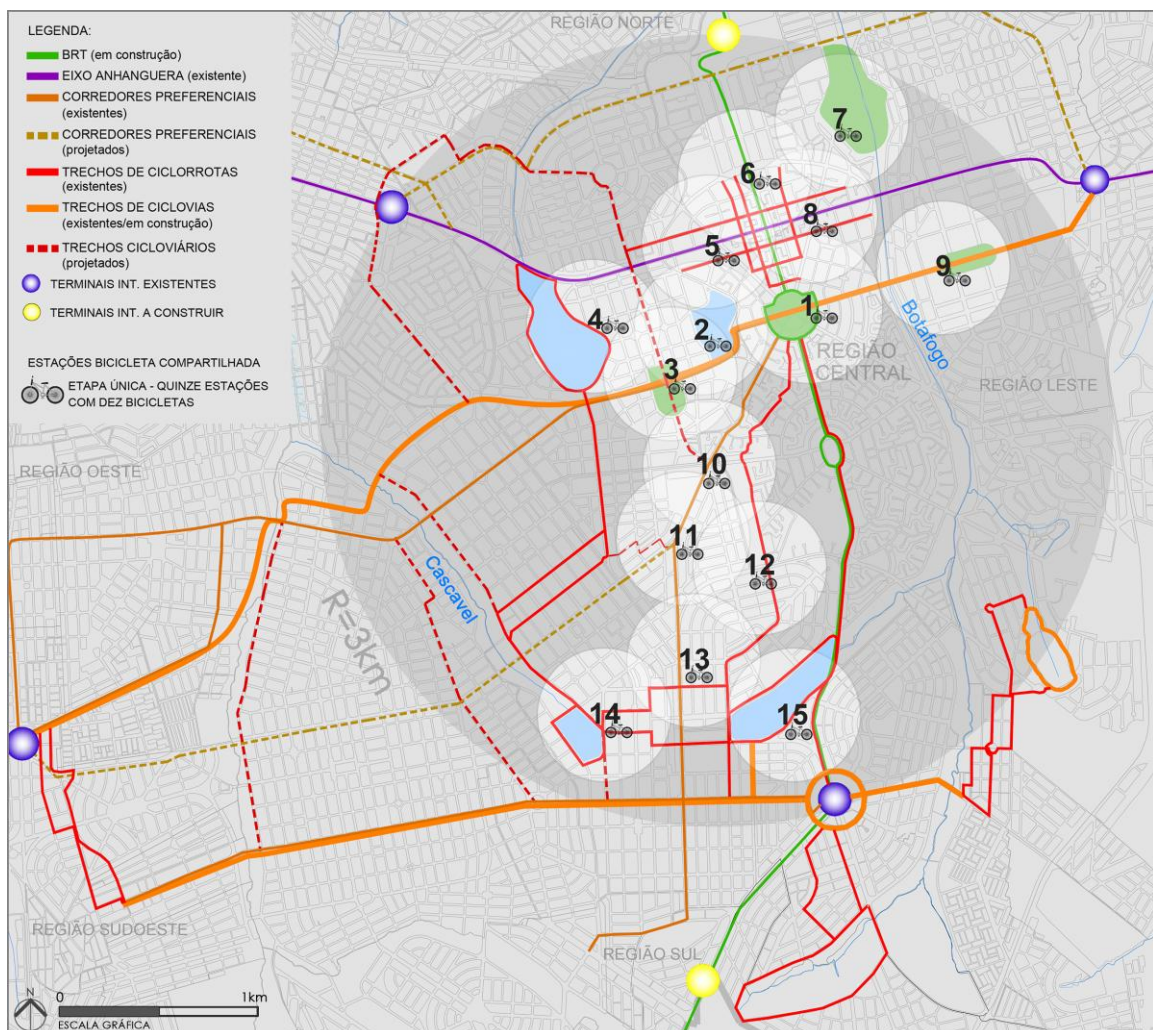 LEGENDA:
BRT (em construção)
EIXO ANHANGUERA (existente)
CORREDORES PREFERENCIAIS
(existentes)
CORREDORES PREFERENCIAIS
(projetados)
TRECHOS DE CICLORROTAS
(existentes)
TRECHOS DE CICLOVIAS
(existentes/em construção)
TRECHOS CICLOVIÁRIOS
(projetados)
TERMINAIS INT. EXISTENTES
TERMINAIS INT. A CONSTRUIR
ESTAÇÕES BICICLETA COMPARTILHADA
ETAPA ÚNICA - QUINZE ESTAÇÕES
COM DEZ BICICLETAS
REGIÃO NORTE
7
6
8
5
9
4
2
1
Botafogo
REGIÃO
CENTRAL
3
REGIÃO LESTE
REGIÃO OESTE
10
11
12
Cascavel
R=3km
13
14
15
REGIÃO SUDOESTE
REGIÃO SUL
N
0
1km
ESCALA GRÁFICA